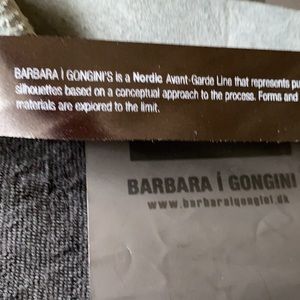 BARBARA Í GONGINI'S is a Nordic Avant-Garde Line that represents
silhouettes based on a conceptual approach to the process. Forms and
materials are explored to the limit.
BARBARA Í GONGINI
www.barbaraigongini.dk